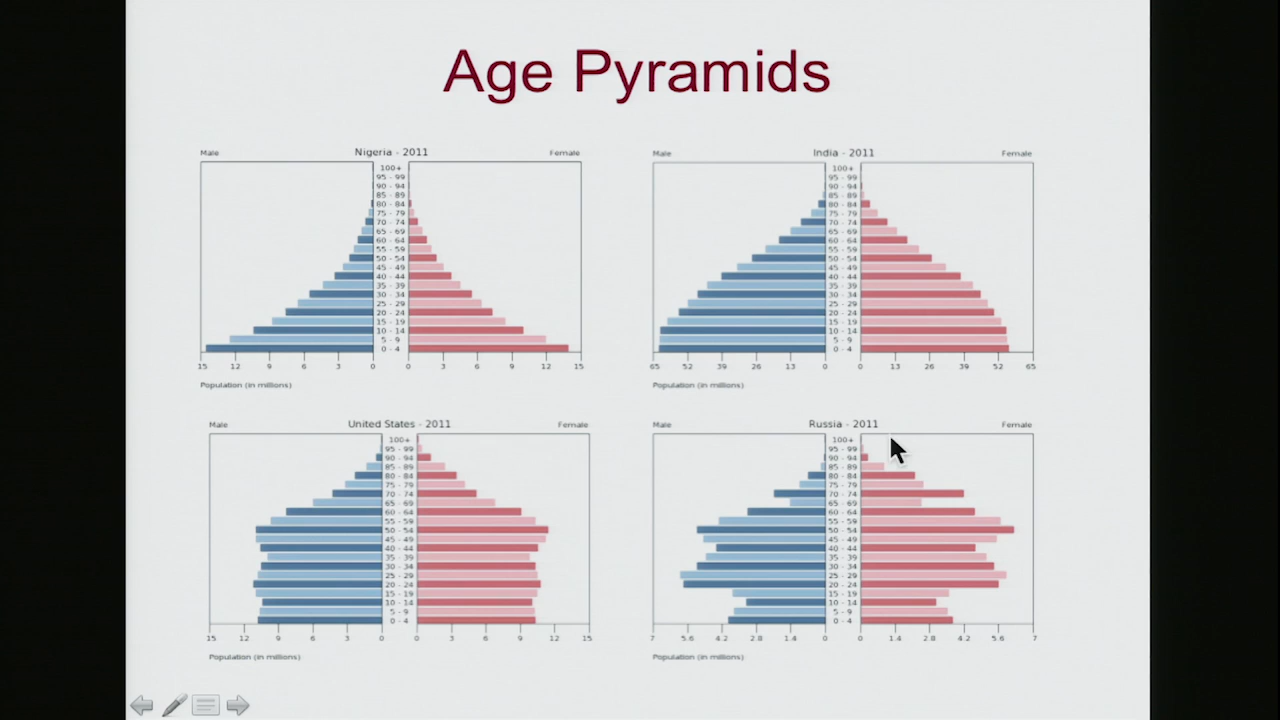 Age Pyramids
Male Nigeria - 2011 Female
100+
95 - 99
90 - 94
85 - 89
80 - 84
75 - 79
70 - 74
65 - 69
60 - 64
55 - 59
50 - 54
45 - 49
40 - 44
35 - 39
30 - 34
25 - 29
20 - 24
15 - 19
10 - 14
5 - 9
0 - 4
15 12 9 6 3 0 0 3 6 9 12 15
Population (in millions)
Male India - 2011 Female
100+
95 - 99
90 - 94
85 - 89
80 - 84
75 - 79
70 - 74
65 - 69
60 - 64
55 - 59
50 - 54
45 - 49
40 - 44
35 - 39
30 - 34
25 - 29
20 - 24
15 - 19
10 - 14
5 - 9
0 - 4
65 52 39 26 13 0 0 13 26 39 52 65
Population (in millions)
Male United States - 2011 Female
100+
95 - 99
90 - 94
85 - 89
80 - 84
75 - 79
70 - 74
65 - 69
60 - 64
55 - 59
50 - 54
45 - 49
40 - 44
35 - 39
30 - 34
25 - 29
20 - 24
15 - 19
10 - 14
5 - 9
0 - 4
15 12 9 6 3 0 0 3 6 9 12 15
Population (in millions)
Male Russia - 2011 Female
100+
95 - 99
90 - 94
85 - 89
80 - 84
75 - 79
70 - 74
65 - 69
60 - 64
55 - 59
50 - 54
45 - 49
40 - 44
35 - 39
30 - 34
25 - 29
20 - 24
15 - 19
10 - 14
5 - 9
0 - 4
7 5.6 4.2 2.8 1.4 0 0 1.4 2.8 4.2 5.6 7
Population (in millions)